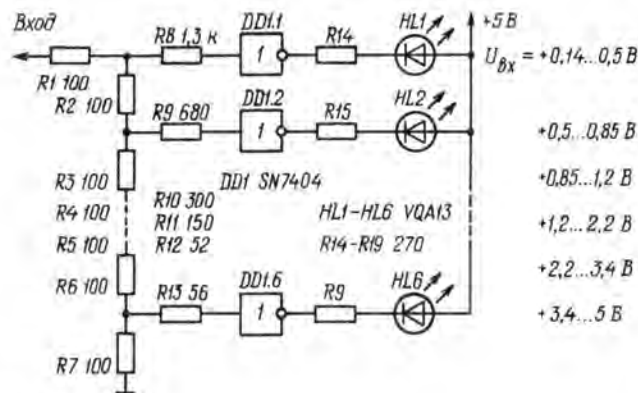 Вход
R8 1,3 к
DD1.1
R14
HL1
+5 В
1
U вх = +0,14...0,5 В
R1 100
R2 100
R9 680
DD1.2
R15
HL2
1
+0,5...0,85 В
R3 100
R4 100
R5 100
R6 100
R10 300
R11 150
R12 52
DD1 SN7404
HL1-HL6 VQA13
R14-R19 270
+0,85...1,2 В
+1,2...2,2 В
+2,2...3,4 В
R13 56
DD1.6
R9
HL6
1
+3,4...5 В
R7 100